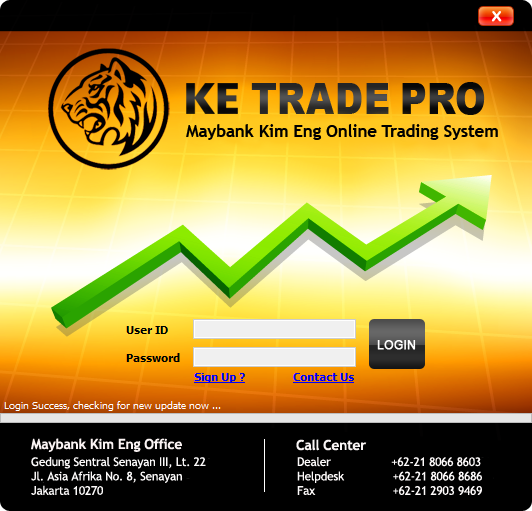 X
KE TRADE PRO
Maybank Kim Eng Online Trading System
User ID
Password
LOGIN
Sign Up ? Contact Us
Login Success, checking for new update now ...
Maybank Kim Eng Office
Gedung Sentral Senayan III, Lt. 22
Jl. Asia Afrika No. 8, Senayan
Jakarta 10270
Call Center
Dealer +62-21 8066 8603
Helpdesk +62-21 8066 8686
Fax +62-21 2903 9469